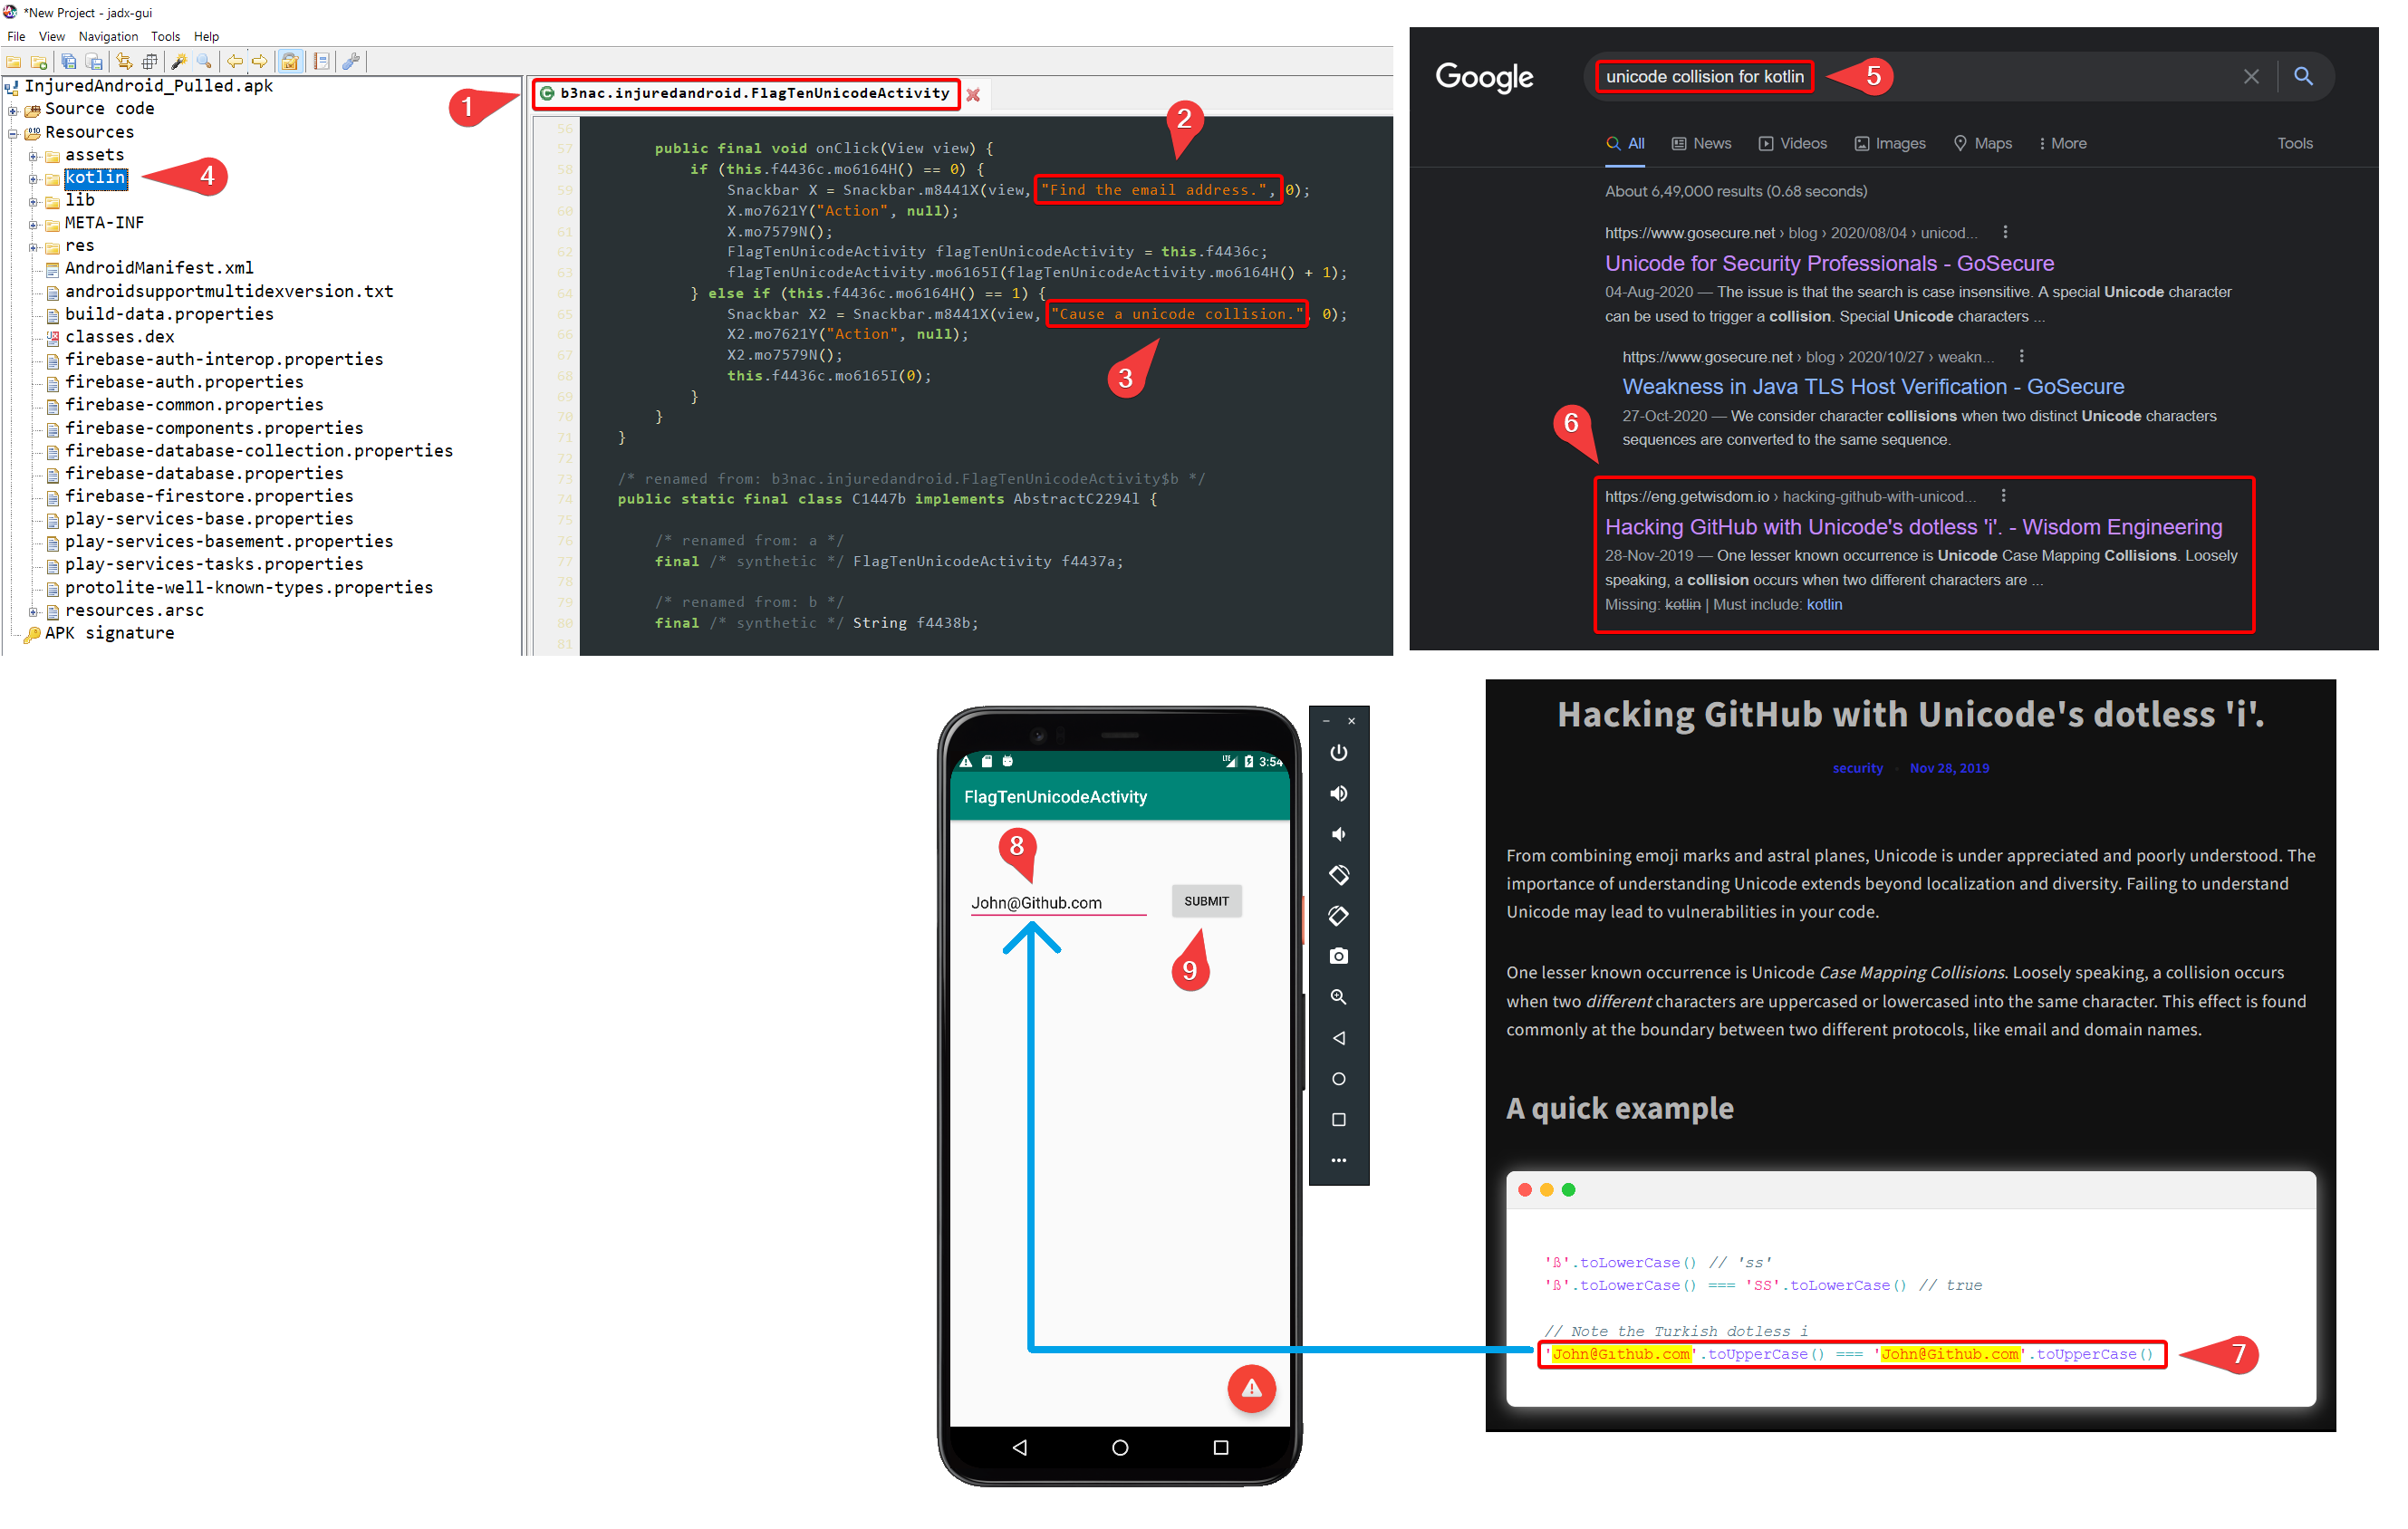 *New Project - jadx-gui
File View Navigation Tools Help
InjuredAndroid_Pulled.apk
Source code
Resources
assets
kotlin
lib
META-INF
res
AndroidManifest.xml
androidsupportmultidexversion.txt
build-data.properties
classes.dex
firebase-auth-interop.properties
firebase-auth.properties
firebase-common.properties
firebase-components.properties
firebase-database-collection.properties
firebase-database.properties
firebase-firestore.properties
play-services-base.properties
play-services-basement.properties
play-services-tasks.properties
protolite-well-known-types.properties
resources.arsc
APK signature
1
4
b3nac.injuredandroid.FlagTenUnicodeActivity
2
3
56
57 public final void onClick(View view) {
58 if (this.f4436c.mo6164H() == 0) {
59 Snackbar X = Snackbar.m8441X(view, "Find the email address.", 0);
60 X.mo7621Y("Action", null);
61 X.mo7579N();
62 FlagTenUnicodeActivity flagTenUnicodeActivity = this.f4436c;
63 flagTenUnicodeActivity.mo6165I(flagTenUnicodeActivity.mo6164H() + 1);
64 } else if (this.f4436c.mo6164H() == 1) {
65 Snackbar X2 = Snackbar.m8441X(view, "Cause a unicode collision.", 0);
66 X2.mo7621Y("Action", null);
67 X2.mo7579N();
68 this.f4436c.mo6165I(0);
69 }
70 }
71 }
72
73 /* renamed from: b3nac.injuredandroid.FlagTenUnicodeActivity$b */
74 public static final class C1447b implements AbstractC2294l {
75
76 /* renamed from: a */
77 final /* synthetic */ FlagTenUnicodeActivity f4437a;
78
79 /* renamed from: b */
80 final /* synthetic */ String f4438b;
81
Google
unicode collision for kotlin
5
All News Videos Images Maps More Tools
About 6,49,000 results (0.68 seconds)
https://www.gosecure.net › blog › 2020/08/04 › unicod...
Unicode for Security Professionals - GoSecure
04-Aug-2020 — The issue is that the search is case insensitive. A special Unicode character
can be used to trigger a collision. Special Unicode characters ...
https://www.gosecure.net › blog › 2020/10/27 › weakn...
Weakness in Java TLS Host Verification - GoSecure
27-Oct-2020 — We consider character collisions when two distinct Unicode characters
sequences are converted to the same sequence.
6
https://eng.getwisdom.io › hacking-github-with-unicod...
Hacking GitHub with Unicode's dotless 'i'. - Wisdom Engineering
28-Nov-2019 — One lesser known occurrence is Unicode Case Mapping Collisions. Loosely
speaking, a collision occurs when two different characters are ...
Missing: kotlin | Must include: kotlin
LTE 3:54
FlagTenUnicodeActivity
8
John@Github.com
SUBMIT
9
Hacking GitHub with Unicode's dotless 'i'.
security • Nov 28, 2019
From combining emoji marks and astral planes, Unicode is under appreciated and poorly understood. The
importance of understanding Unicode extends beyond localization and diversity. Failing to understand
Unicode may lead to vulnerabilities in your code.
One lesser known occurrence is Unicode Case Mapping Collisions. Loosely speaking, a collision occurs
when two different characters are uppercased or lowercased into the same character. This effect is found
commonly at the boundary between two different protocols, like email and domain names.
A quick example
'ß'.toLowerCase() // 'ss'
'ß'.toLowerCase() === 'SS'.toLowerCase() // true
// Note the Turkish dotless i
'John@Gıthub.com'.toUpperCase() === 'John@Github.com'.toUpperCase()
7